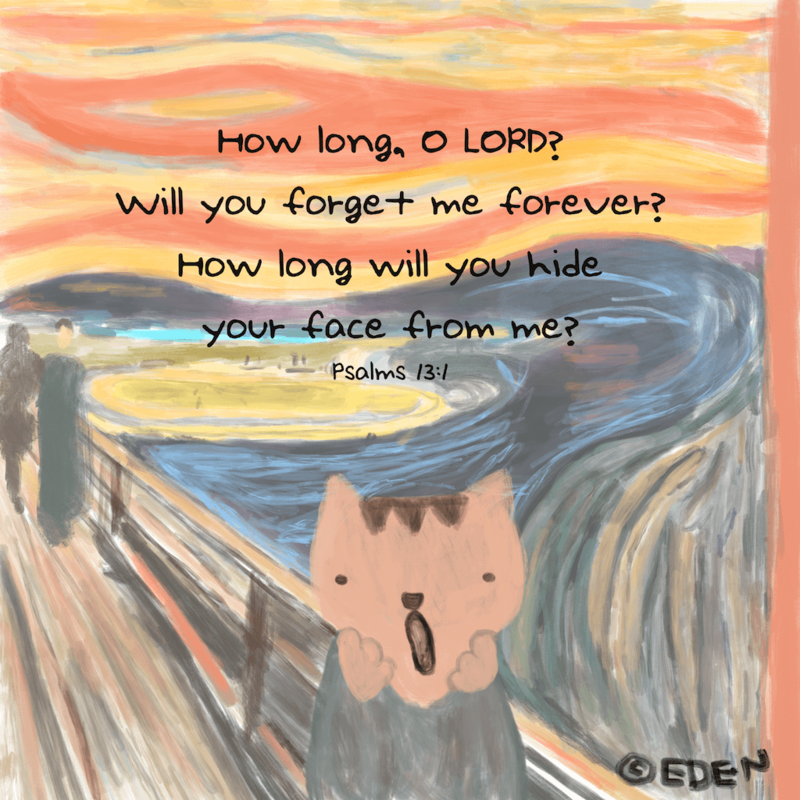 How long, O LORD?
Will you forget me forever?
How long will you hide
your face from me?
Psalms 13:1
© EDEN